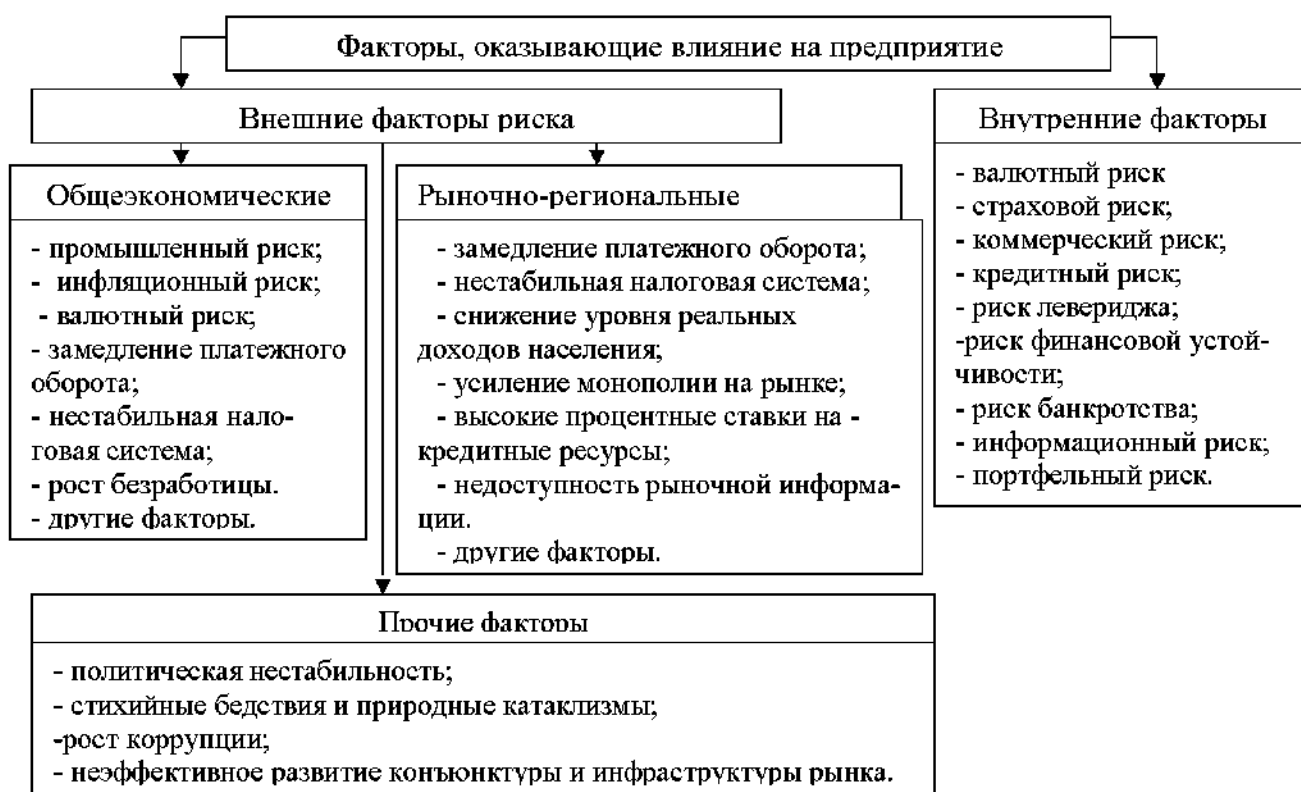 Факторы, оказывающие влияние на предприятие
Внешние факторы риска
Общеэкономические
- промышленный риск;
- инфляционный риск;
- валютный риск;
- замедление платежного
оборота;
- нестабильная нало-
говая система;
- рост безработицы.
- другие факторы.
Рыночно-региональные
- замедление платежного оборота;
- нестабильная налоговая система;
- снижение уровня реальных
доходов населения;
- усиление монополии на рынке;
- высокие процентные ставки на -
кредитные ресурсы;
- недоступность рыночной информа-
ции.
- другие факторы.
Прочие факторы
- политическая нестабильность;
- стихийные бедствия и природные катаклизмы;
-рост коррупции;
- неэффективное развитие конъюнктуры и инфраструктуры рынка.
Внутренние факторы
- валютный риск
- страховой риск;
- коммерческий риск;
- кредитный риск;
- риск левериджа;
-риск финансовой устой-
чивости;
- риск банкротства;
- информационный риск;
- портфельный риск.